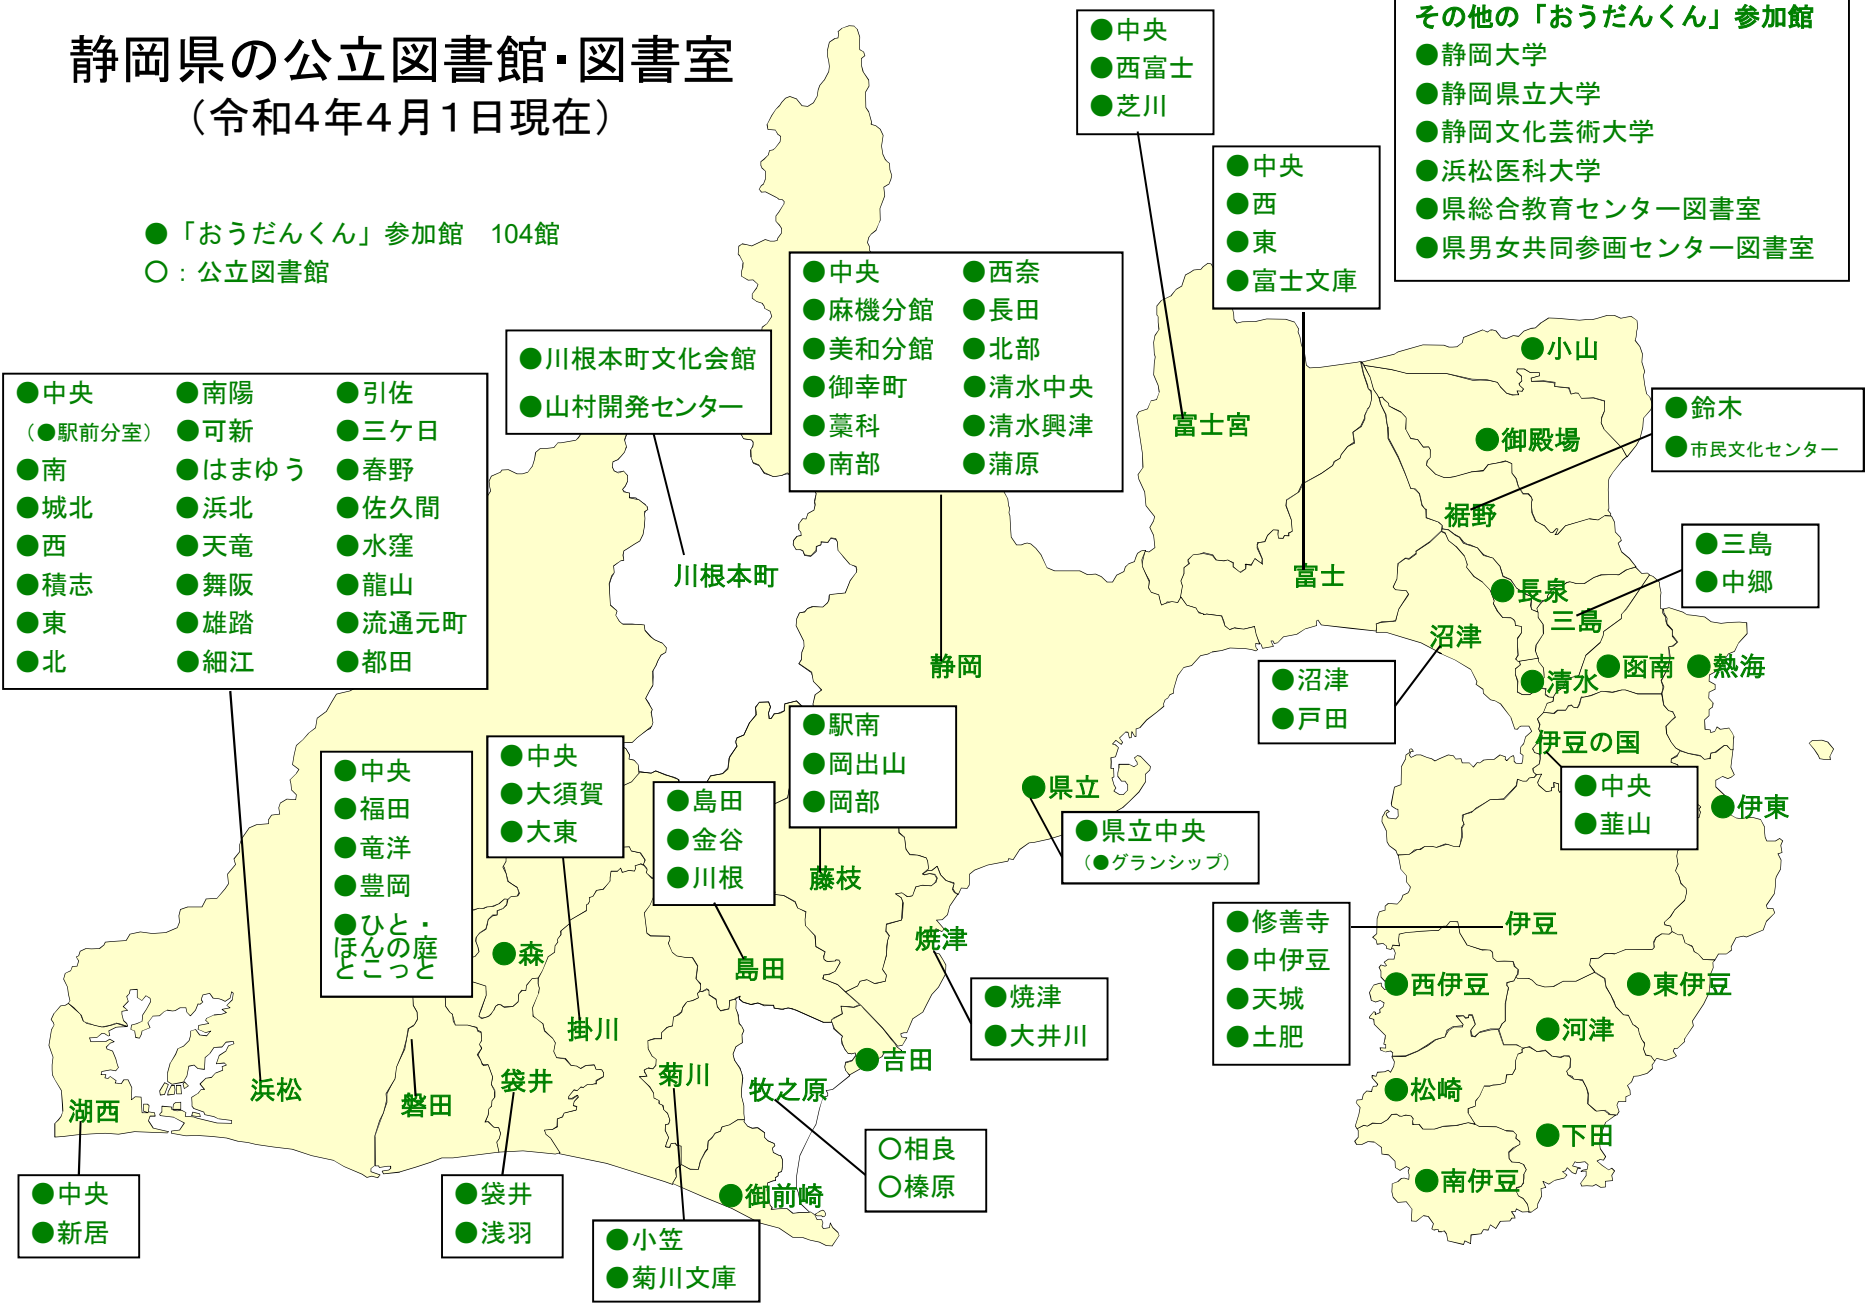 静岡県の公立図書館・図書室
（令和4年4月1日現在）
●「おうだんくん」参加館　104館
○：公立図書館
その他の「おうだんくん」参加館
●静岡大学
●静岡県立大学
●静岡文化芸術大学
●浜松医科大学
●県総合教育センター図書室
●県男女共同参画センター図書室
●中央
●西富士
●芝川
富士宮
●中央
●西
●東
●富士文庫
富士
●中央　●西奈
●麻機分館　●長田
●美和分館　●北部
●御幸町　●清水中央
●藁科　●清水興津
●南部　●蒲原
静岡
●川根本町文化会館
●山村開発センター
川根本町
●中央　●南陽　●引佐
（●駅前分室）　●可新　●三ケ日
●南　●はまゆう　●春野
●城北　●浜北　●佐久間
●西　●天竜　●水窪
●積志　●舞阪　●龍山
●東　●雄踏　●流通元町
●北　●細江　●都田
浜松
●小山
●御殿場
●鈴木
●市民文化センター
裾野
●三島
●中郷
●長泉
三島
沼津
●沼津
●戸田
●清水
●函南
●熱海
伊豆の国
●中央
●韮山
●伊東
●県立
●県立中央
（●グランシップ）
●駅南
●岡出山
●岡部
藤枝
●島田
●金谷
●川根
島田
●中央
●大須賀
●大東
掛川
●中央
●福田
●竜洋
●豊岡
●ひと・
ほんの庭
とこっと
磐田
●森
焼津
●焼津
●大井川
●修善寺
●中伊豆
●天城
●土肥
伊豆
●西伊豆
●東伊豆
●河津
●松崎
●下田
●南伊豆
●吉田
牧之原
○相良
○榛原
菊川
●小笠
●菊川文庫
●御前崎
袋井
●袋井
●浅羽
湖西
●中央
●新居